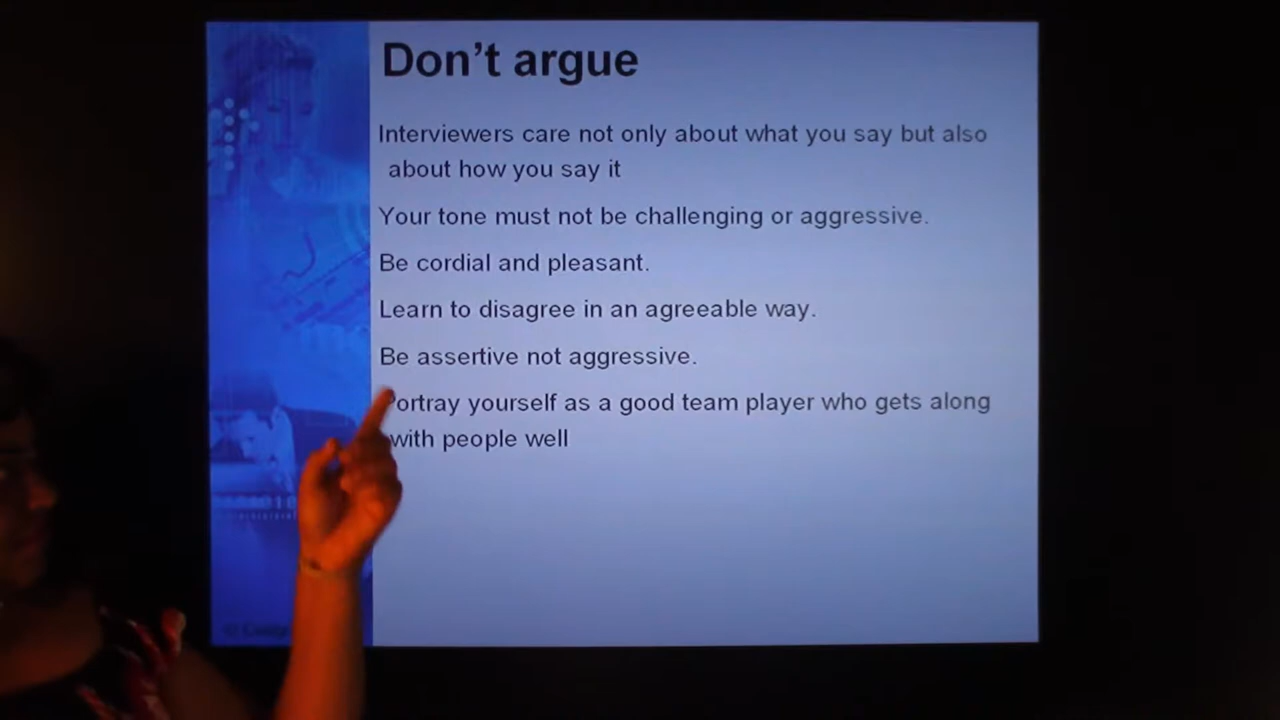 Don't argue
Interviewers care not only about what you say but also
about how you say it
Your tone must not be challenging or aggressive.
Be cordial and pleasant.
Learn to disagree in an agreeable way.
Be assertive not aggressive.
Portray yourself as a good team player who gets along
with people well